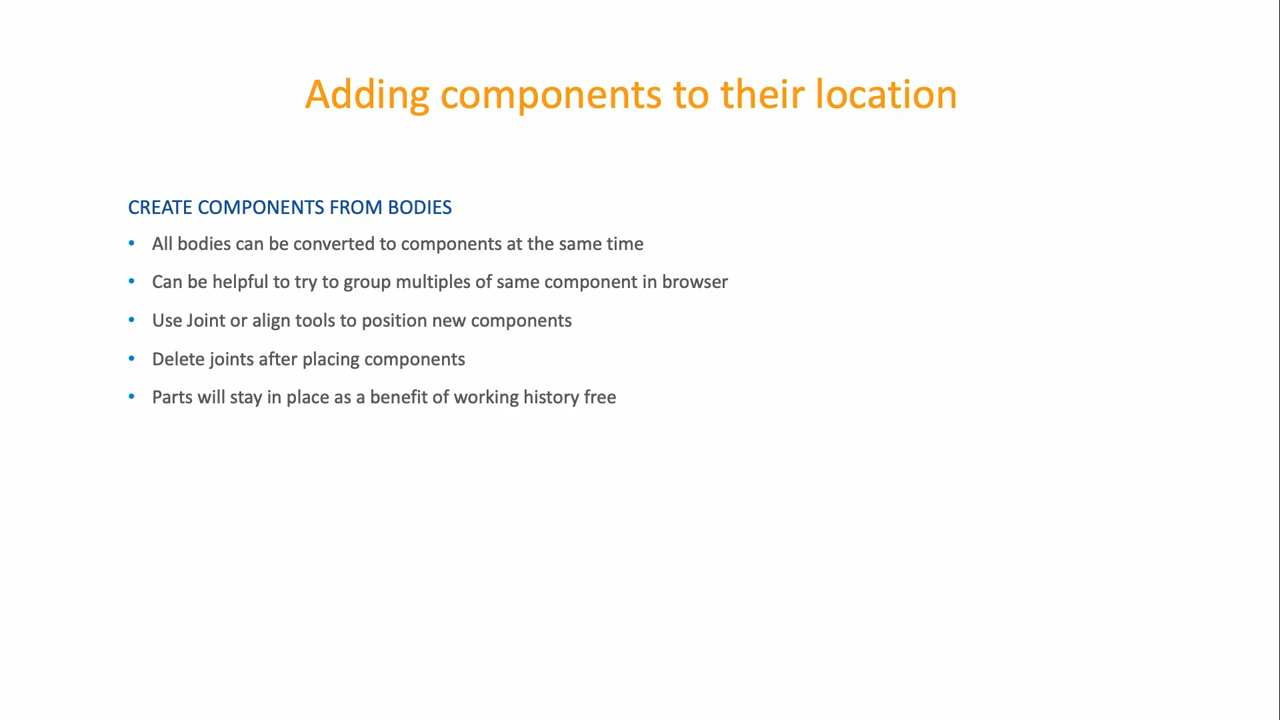 Adding components to their location
CREATE COMPONENTS FROM BODIES
• All bodies can be converted to components at the same time
• Can be helpful to try to group multiples of same component in browser
• Use Joint or align tools to position new components
• Delete joints after placing components
• Parts will stay in place as a benefit of working history free